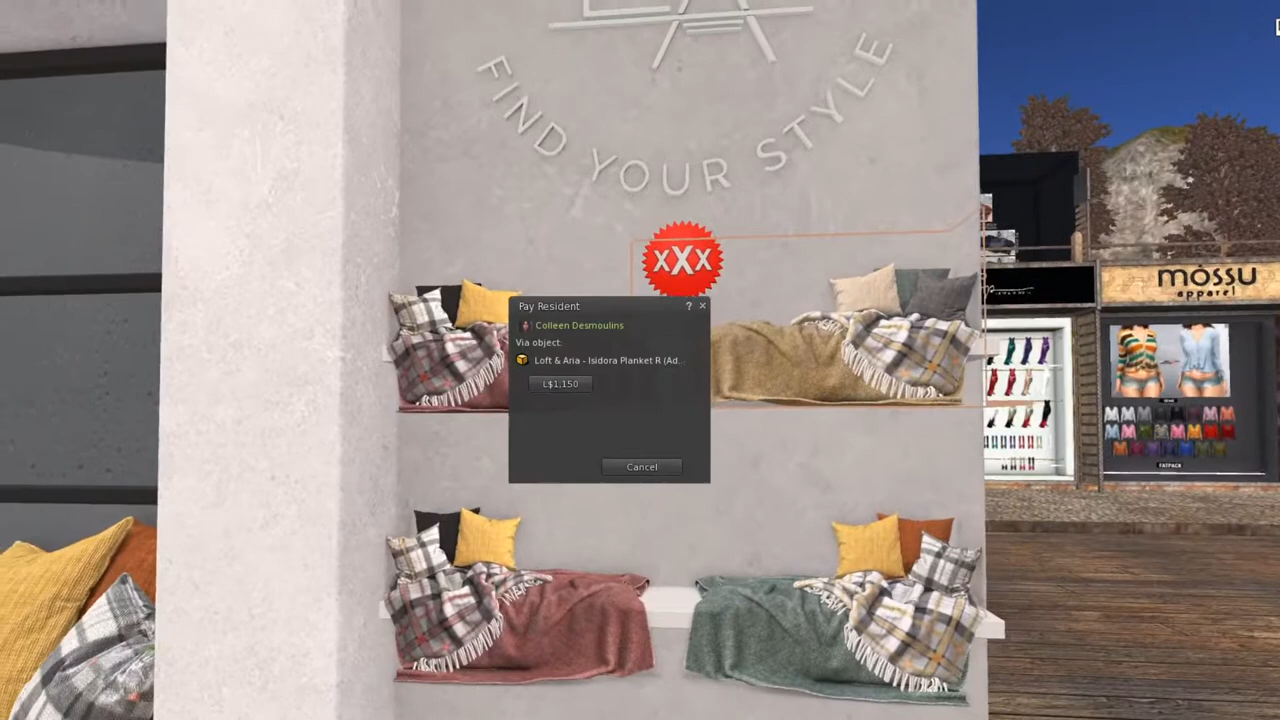 FIND YOUR STYLE
xXx
Pay Resident
?
×
Colleen Desmoulins
Via object:
Loft & Aria - Isidora Planket R (Ad...
L$1,150
Cancel
mossu
apparel
FATPACK